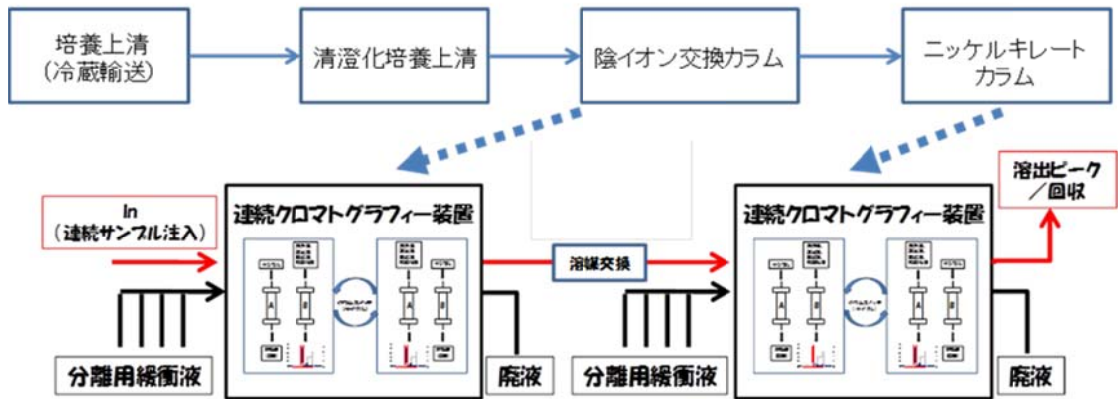 培養上清
(冷蔵輸送)
清澄化培養上清
陰イオン交換カラム
ニッケルキレート
カラム
In
(連続サンプル注入)
連続クロマトグラフィー装置
A
B
A
B
溶媒交換
連続クロマトグラフィー装置
A
B
A
B
溶出ピーク
/回収
分離用緩衝液
廃液
分離用緩衝液
廃液